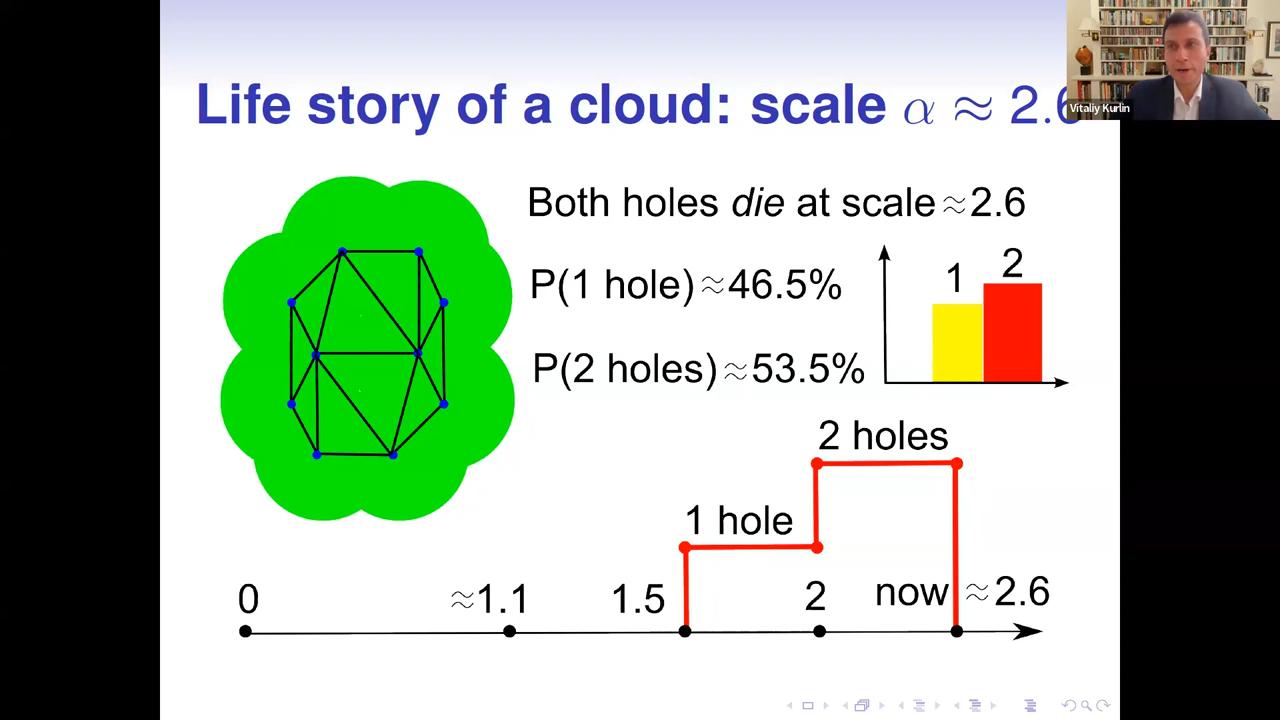 Life story of a cloud: scale α ≈ 2.6
Vitaliy Kurlin
Both holes die at scale ≈2.6
P(1 hole) ≈46.5%
P(2 holes) ≈53.5%
1
2
2 holes
1 hole
0
≈1.1
1.5
2
now ≈2.6